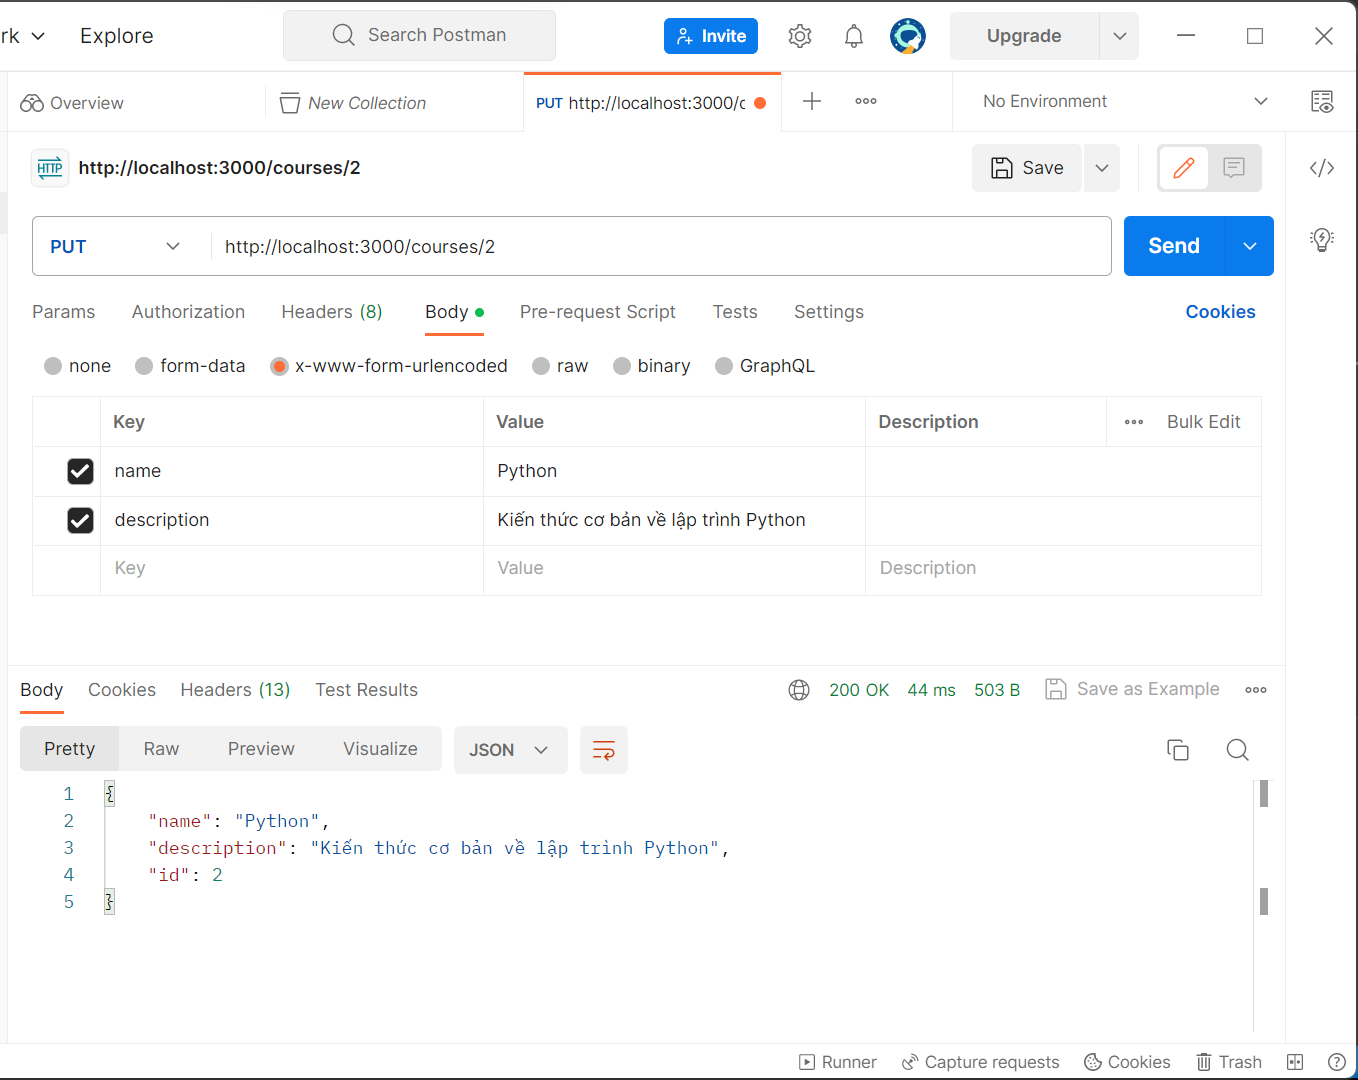 rk Explore Search Postman Invite Upgrade
Overview New Collection PUT http://localhost:3000/c No Environment
HTTP http://localhost:3000/courses/2 Save
PUT http://localhost:3000/courses/2 Send
Params Authorization Headers (8) Body Pre-request Script Tests Settings Cookies
none form-data x-www-form-urlencoded raw binary GraphQL
Key Value Description Bulk Edit
name Python
description Kiến thức cơ bản về lập trình Python
Key Value Description
Body Cookies Headers (13) Test Results 200 OK 44 ms 503 B Save as Example
Pretty Raw Preview Visualize JSON
1 {
2 "name": "Python",
3 "description": "Kiến thức cơ bản về lập trình Python",
4 "id": 2
5 }
Runner Capture requests Cookies Trash